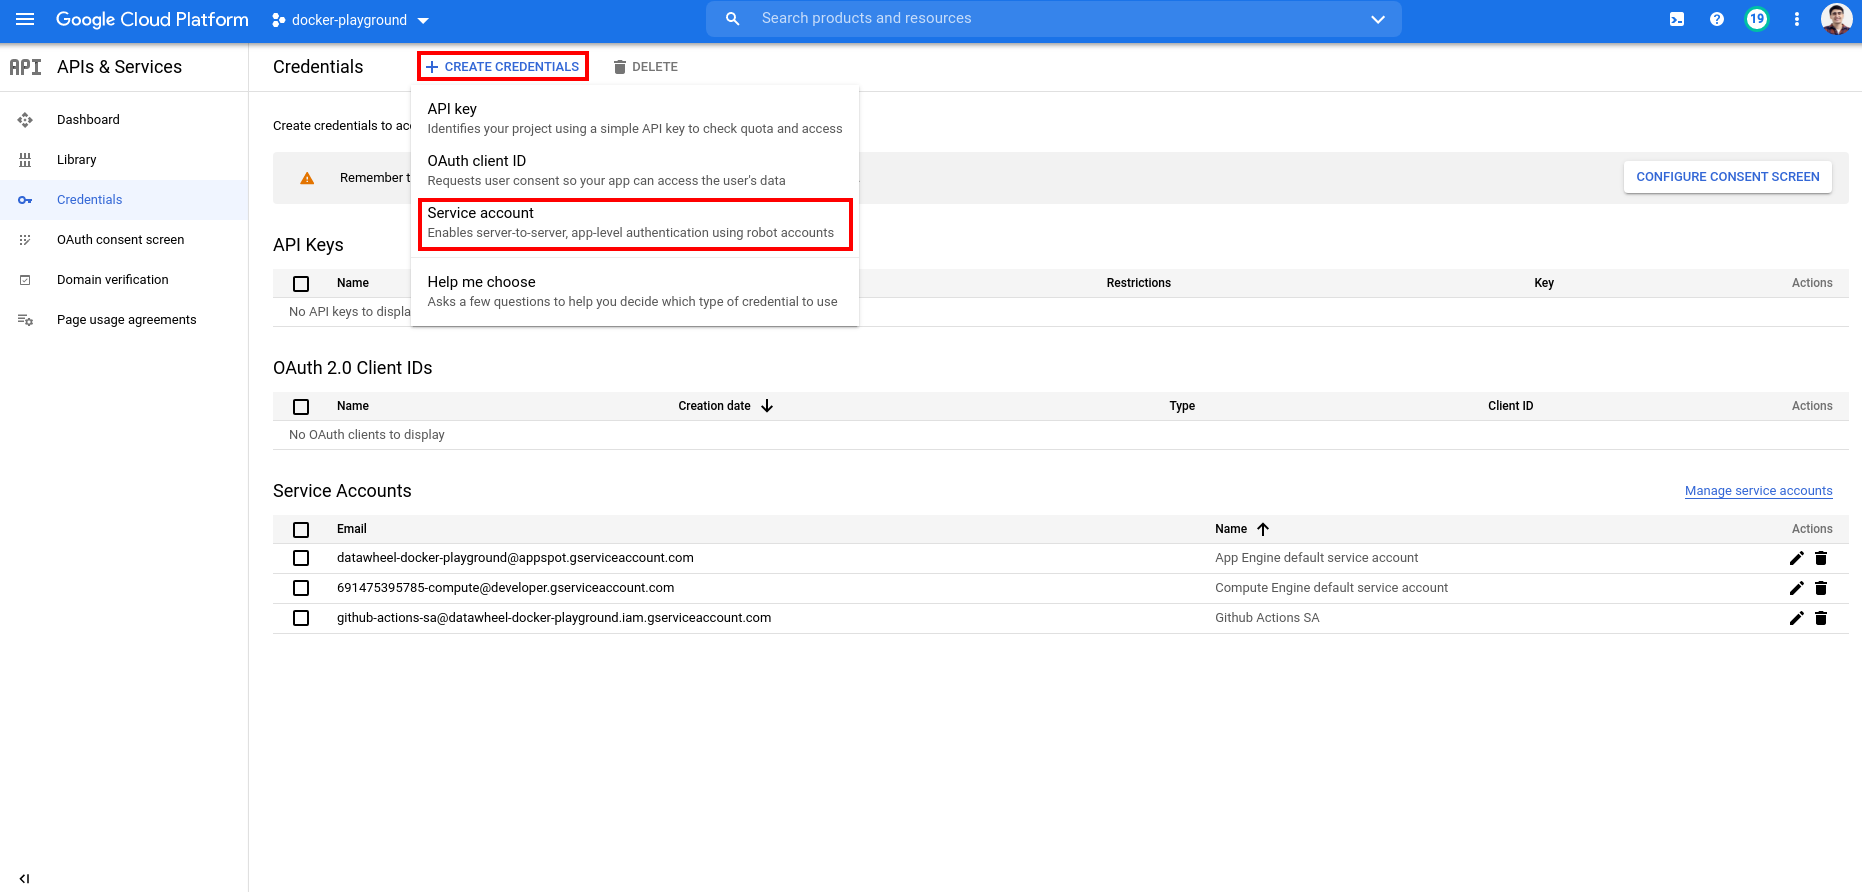 Google Cloud Platform
docker-playground
Search products and resources
19
API
APIs & Services
Credentials
CREATE CREDENTIALS
DELETE
Dashboard
Library
Credentials
OAuth consent screen
Domain verification
Page usage agreements
Create credentials to
Remember
API key
Identifies your project using a simple API key to check quota and access
OAuth client ID
Requests user consent so your app can access the user's data
Service account
Enables server-to-server, app-level authentication using robot accounts
Help me choose
Asks a few questions to help you decide which type of credential to use
CONFIGURE CONSENT SCREEN
API Keys
Name Restrictions Key Actions
No API keys to displa
OAuth 2.0 Client IDs
Name Creation date Type Client ID Actions
No OAuth clients to display
Service Accounts
Manage service accounts
Email Name Actions
datawheel-docker-playground@appspot.gserviceaccount.com App Engine default service account
691475395785-compute@developer.gserviceaccount.com Compute Engine default service account
github-actions-sa@datawheel-docker-playground.iam.gserviceaccount.com Github Actions SA